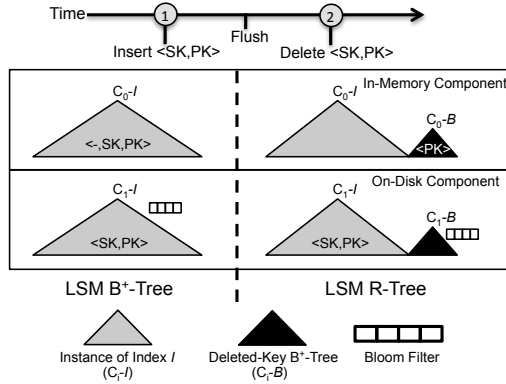 Time
1
2
Insert <SK,PK>
Flush
Delete <SK,PK>
In-Memory Component
C₀-I
C₀-I
C₀-B
<-,SK,PK>
<PK>
On-Disk Component
C₁-I
C₁-I
C₁-B
<SK,PK>
<SK,PK>
LSM B⁺-Tree
LSM R-Tree
Instance of Index I
(Cᵢ-I)
Deleted-Key B⁺-Tree
(Cᵢ-B)
Bloom Filter